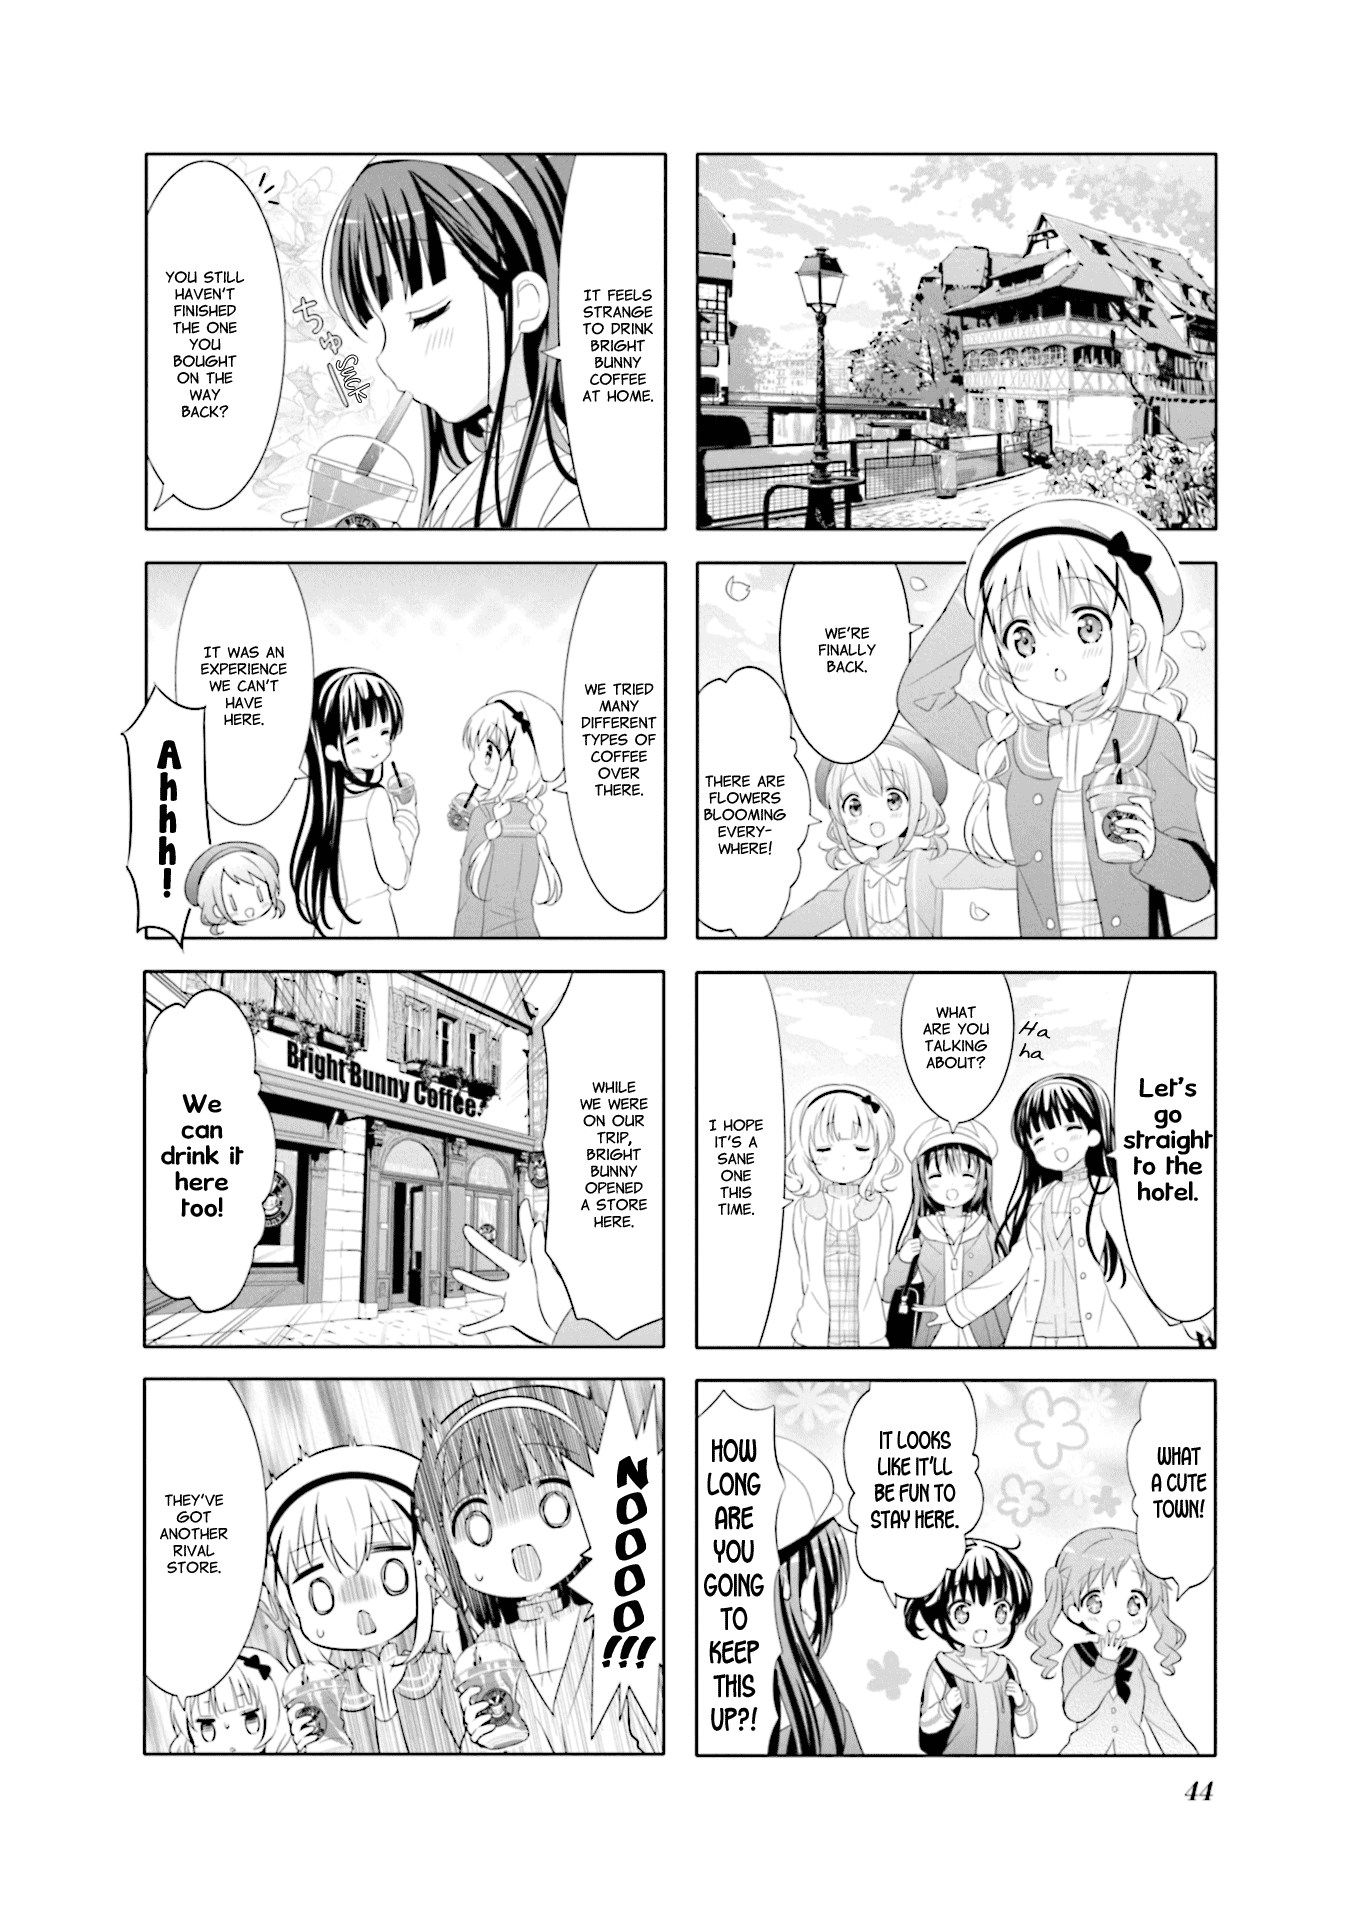 WE'RE
FINALLY
BACK.
THERE ARE
FLOWERS
BLOOMING
EVERY-
WHERE!
Let's
go
straight
to the
hotel.
Ha
ha
WHAT
ARE YOU
TALKING
ABOUT?
I HOPE
IT'S A
SANE
ONE THIS
TIME.
WHAT
A CUTE
TOWN!
IT LOOKS
LIKE IT'LL
BE FUN TO
STAY HERE.
HOW
LONG
ARE
YOU
GOING
TO
KEEP
THIS
UP?!
IT FEELS
STRANGE
TO DRINK
BRIGHT
BUNNY
COFFEE
AT HOME.
ちゅ
suck
YOU STILL
HAVEN'T
FINISHED
THE ONE
YOU
BOUGHT
ON THE
WAY
BACK?
WE TRIED
MANY
DIFFERENT
TYPES OF
COFFEE
OVER
THERE.
IT WAS AN
EXPERIENCE
WE CAN'T
HAVE
HERE.
Ahhh!
WHILE
WE WERE
ON OUR
TRIP,
BRIGHT
BUNNY
OPENED
A STORE
HERE.
Bright Bunny Coffee.
We
can
drink it
here
too!
NOOOO!!!
THEY'VE
GOT
ANOTHER
RIVAL
STORE.
44